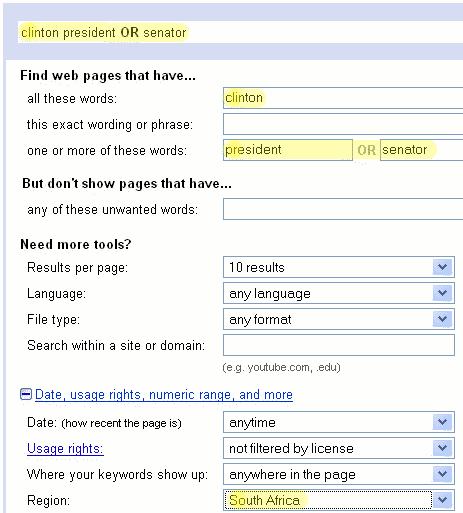 clinton president OR senator
Find web pages that have...
all these words: clinton
this exact wording or phrase:
one or more of these words: president OR senator
But don't show pages that have...
any of these unwanted words:
Need more tools?
Results per page: 10 results
Language: any language
File type: any format
Search within a site or domain:
(e.g. youtube.com, .edu)
Date, usage rights, numeric range, and more
Date: (how recent the page is) anytime
Usage rights: not filtered by license
Where your keywords show up: anywhere in the page
Region: South Africa